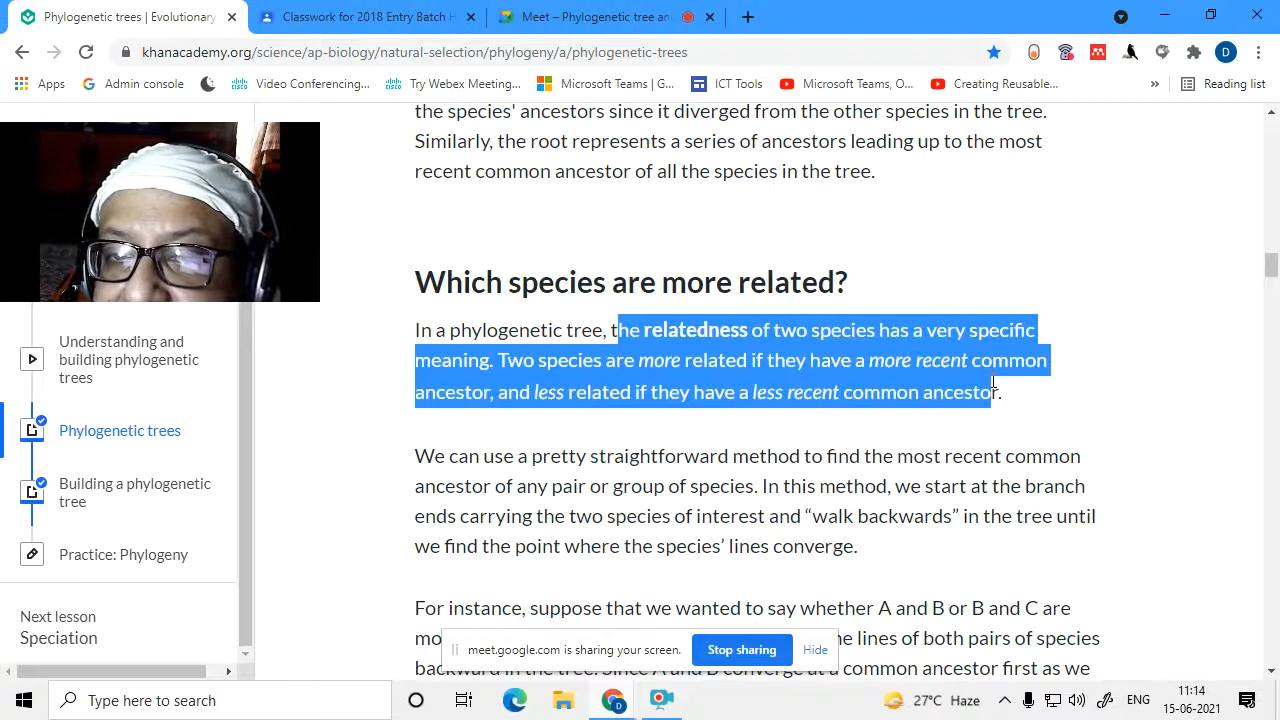 Phylogenetic trees | Evolutionary
Classwork for 2018 Entry Batch H
Meet – Phylogenetic tree an
khanacademy.org/science/ap-biology/natural-selection/phylogeny/a/phylogenetic-trees
D
Apps
Admin console
Video Conferencing...
Try Webex Meeting...
Microsoft Teams | G...
ICT Tools
Microsoft Teams, O...
Creating Reusable...
»
Reading list
the species' ancestors since it diverged from the other species in the tree.
Similarly, the root represents a series of ancestors leading up to the most
recent common ancestor of all the species in the tree.
Which species are more related?
In a phylogenetic tree, the relatedness of two species has a very specific
meaning. Two species are more related if they have a more recent common
ancestor, and less related if they have a less recent common ancestor.
We can use a pretty straightforward method to find the most recent common
ancestor of any pair or group of species. In this method, we start at the branch
ends carrying the two species of interest and “walk backwards” in the tree until
we find the point where the species’ lines converge.
For instance, suppose that we wanted to say whether A and B or B and C are
he lines of both pairs of species
common ancestor first as we
Understanding and
building phylogenetic
trees
Phylogenetic trees
Building a phylogenetic
tree
Practice: Phylogeny
Next lesson
Speciation
meet.google.com is sharing your screen.
Stop sharing
Hide
Type here to search
27°C Haze
ENG
11:14
15-06-2021